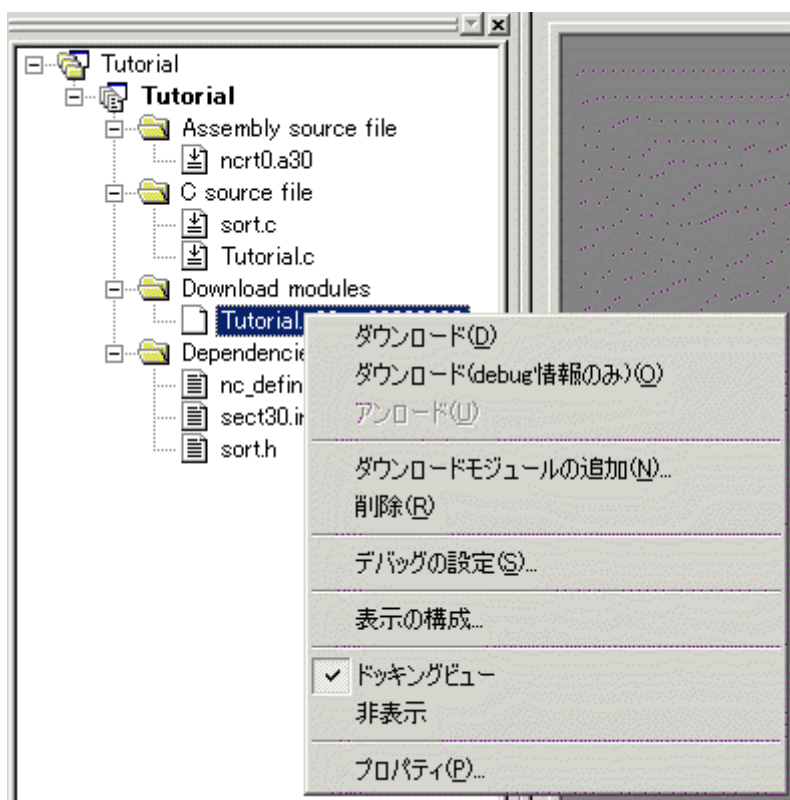 Tutorial
Tutorial
Assembly source file
ncrt0.a30
C source file
sort.c
Tutorial.c
Download modules
Tutorial.
Dependencie
nc_defin
sect30.in
sort.h
ダウンロード(D)
ダウンロード(debug情報のみ)(O)
アンロード(U)
ダウンロードモジュールの追加(N)...
削除(R)
デバッグの設定(S)...
表示の構成...
ドッキングビュー
非表示
プロパティ(P)...